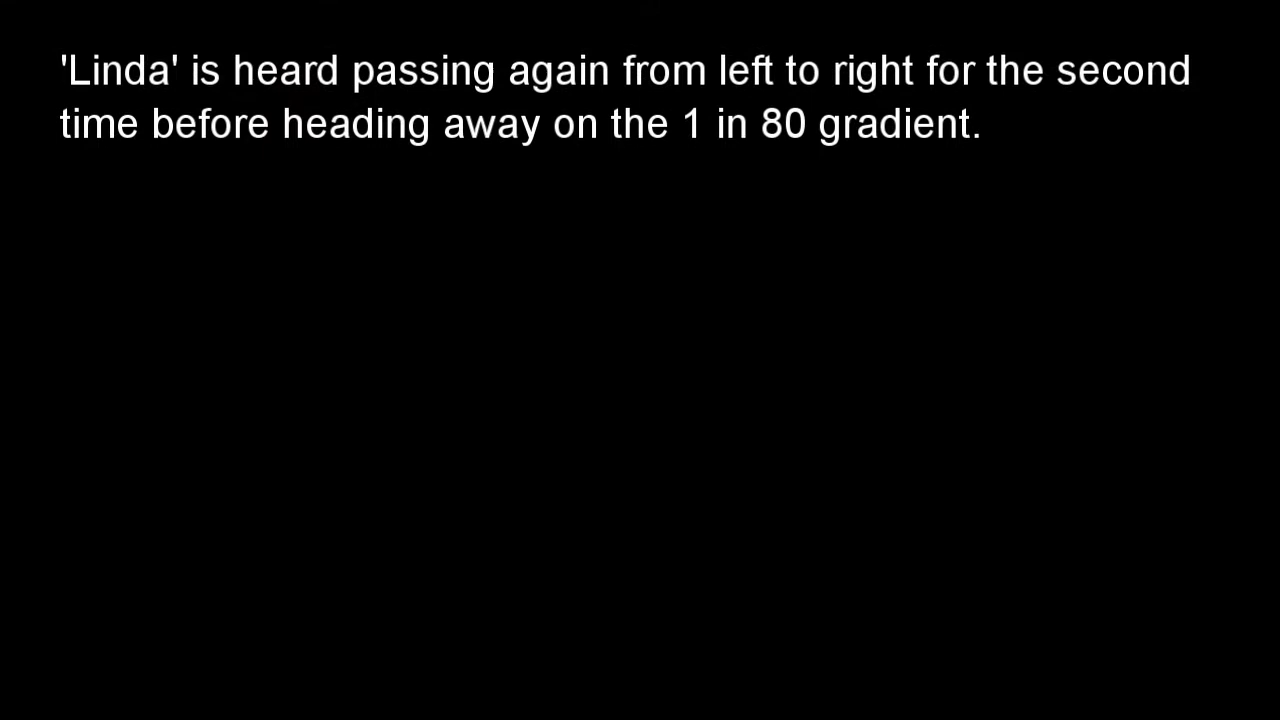 'Linda' is heard passing again from left to right for the second
time before heading away on the 1 in 80 gradient.